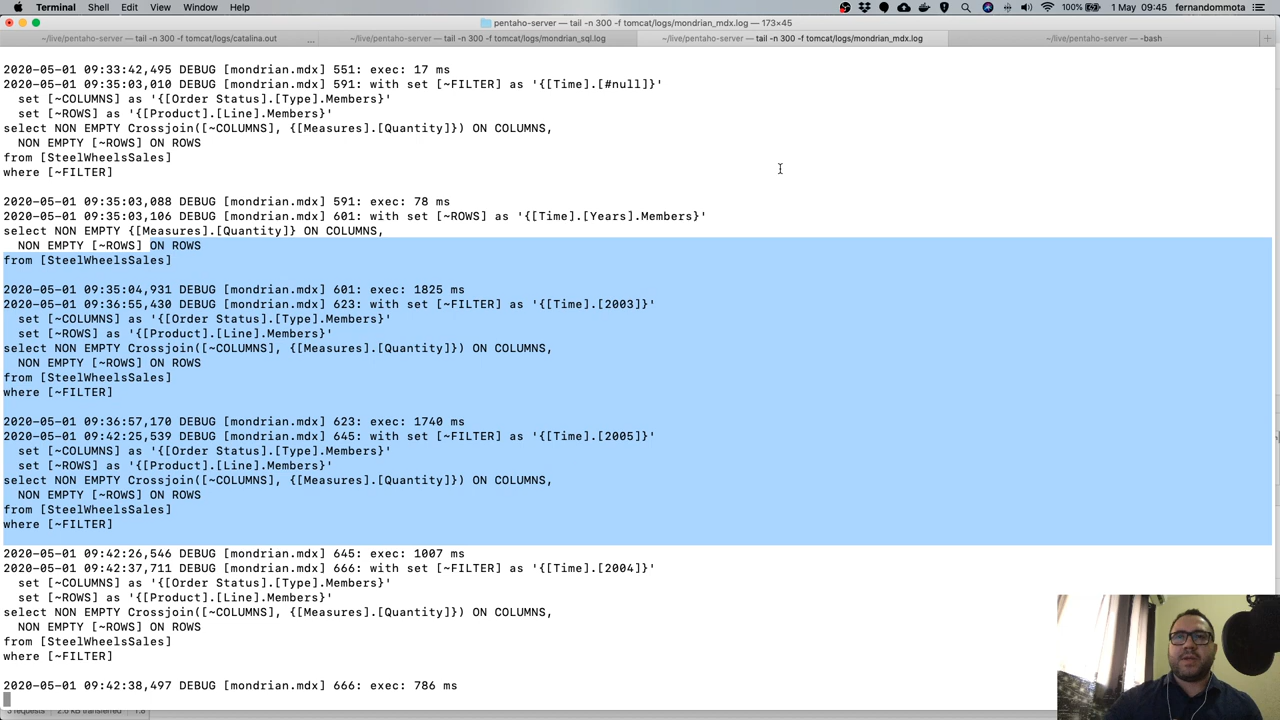 Terminal Shell Edit View Window Help 100% 1 May 09:45 fernandommota
pentaho-server — tail -n 300 -f tomcat/logs/mondrian_mdx.log — 173×45
~/live/pentaho-server — tail -n 300 -f tomcat/logs/catalina.out ... ~/live/pentaho-server — tail -n 300 -f tomcat/logs/mondrian_sql.log ~/live/pentaho-server — tail -n 300 -f tomcat/logs/mondrian_mdx.log ~/live/pentaho-server — -bash
2020-05-01 09:33:42,495 DEBUG [mondrian.mdx] 551: exec: 17 ms
2020-05-01 09:35:03,010 DEBUG [mondrian.mdx] 591: with set [~FILTER] as '{[Time].[#null]}'
set [~COLUMNS] as '{[Order Status].[Type].Members}'
set [~ROWS] as '{[Product].[Line].Members}'
select NON EMPTY Crossjoin([~COLUMNS], {[Measures].[Quantity]}) ON COLUMNS,
NON EMPTY [~ROWS] ON ROWS
from [SteelWheelsSales]
where [~FILTER]
2020-05-01 09:35:03,088 DEBUG [mondrian.mdx] 591: exec: 78 ms
2020-05-01 09:35:03,106 DEBUG [mondrian.mdx] 601: with set [~ROWS] as '{[Time].[Years].Members}'
select NON EMPTY {[Measures].[Quantity]} ON COLUMNS,
NON EMPTY [~ROWS] ON ROWS
from [SteelWheelsSales]
2020-05-01 09:35:04,931 DEBUG [mondrian.mdx] 601: exec: 1825 ms
2020-05-01 09:36:55,430 DEBUG [mondrian.mdx] 623: with set [~FILTER] as '{[Time].[2003]}'
set [~COLUMNS] as '{[Order Status].[Type].Members}'
set [~ROWS] as '{[Product].[Line].Members}'
select NON EMPTY Crossjoin([~COLUMNS], {[Measures].[Quantity]}) ON COLUMNS,
NON EMPTY [~ROWS] ON ROWS
from [SteelWheelsSales]
where [~FILTER]
2020-05-01 09:36:57,170 DEBUG [mondrian.mdx] 623: exec: 1740 ms
2020-05-01 09:42:25,539 DEBUG [mondrian.mdx] 645: with set [~FILTER] as '{[Time].[2005]}'
set [~COLUMNS] as '{[Order Status].[Type].Members}'
set [~ROWS] as '{[Product].[Line].Members}'
select NON EMPTY Crossjoin([~COLUMNS], {[Measures].[Quantity]}) ON COLUMNS,
NON EMPTY [~ROWS] ON ROWS
from [SteelWheelsSales]
where [~FILTER]
2020-05-01 09:42:26,546 DEBUG [mondrian.mdx] 645: exec: 1007 ms
2020-05-01 09:42:37,711 DEBUG [mondrian.mdx] 666: with set [~FILTER] as '{[Time].[2004]}'
set [~COLUMNS] as '{[Order Status].[Type].Members}'
set [~ROWS] as '{[Product].[Line].Members}'
select NON EMPTY Crossjoin([~COLUMNS], {[Measures].[Quantity]}) ON COLUMNS,
NON EMPTY [~ROWS] ON ROWS
from [SteelWheelsSales]
where [~FILTER]
2020-05-01 09:42:38,497 DEBUG [mondrian.mdx] 666: exec: 786 ms